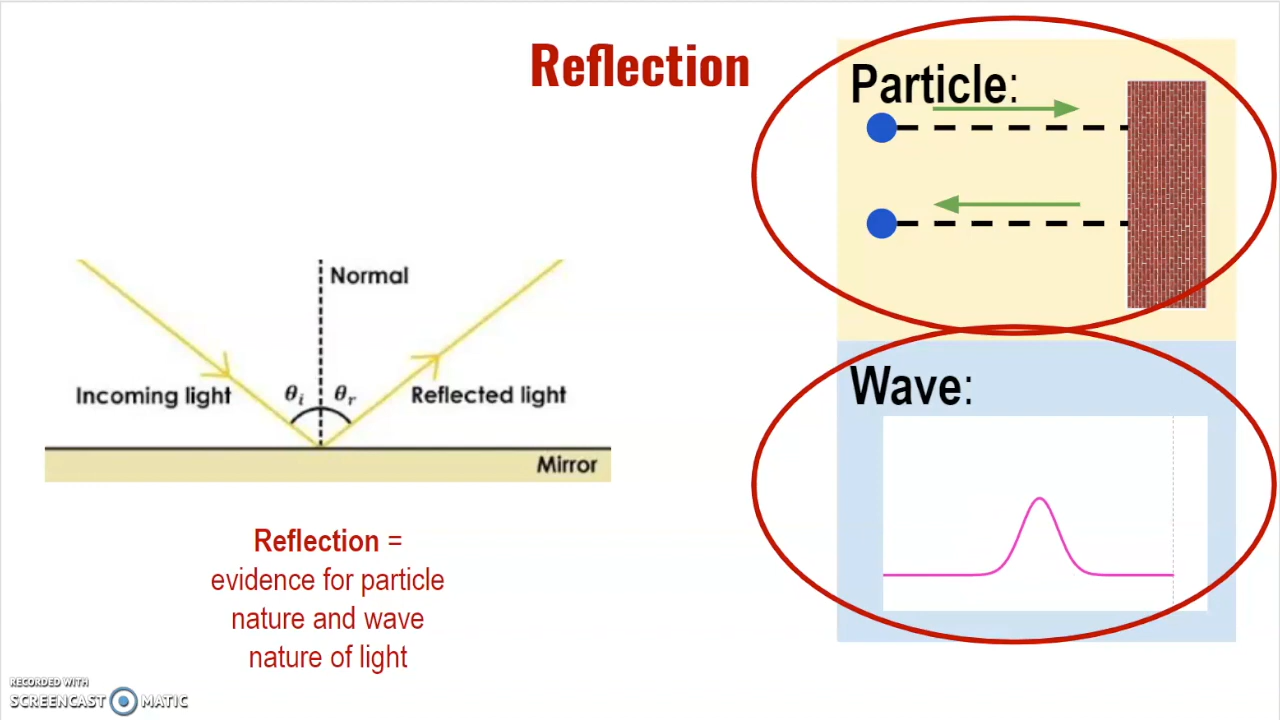 Reflection
Particle:
Normal
Incoming light
θi
θr
Reflected light
Mirror
Wave:
Reflection =
evidence for particle
nature and wave
nature of light
RECORDED WITH
SCREENCAST MATIC